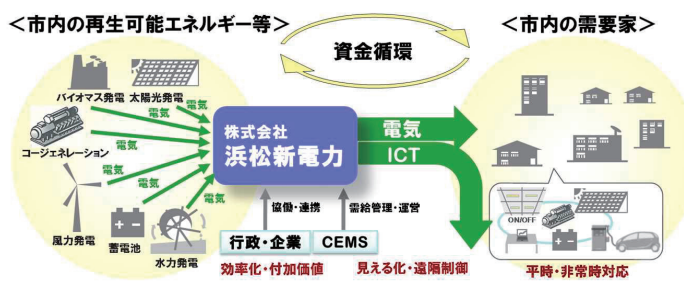 ＜市内の再生可能エネルギー等＞
＜市内の需要家＞
資金循環
バイオマス発電
太陽光発電
電気
電気
コージェネレーション
電気
電気
電気
電気
風力発電
蓄電池
水力発電
株式会社
浜松新電力
電気
ICT
協働・連携
需給管理・運営
行政・企業
CEMS
効率化・付加価値
見える化・遠隔制御
ON/OFF
平時・非常時対応